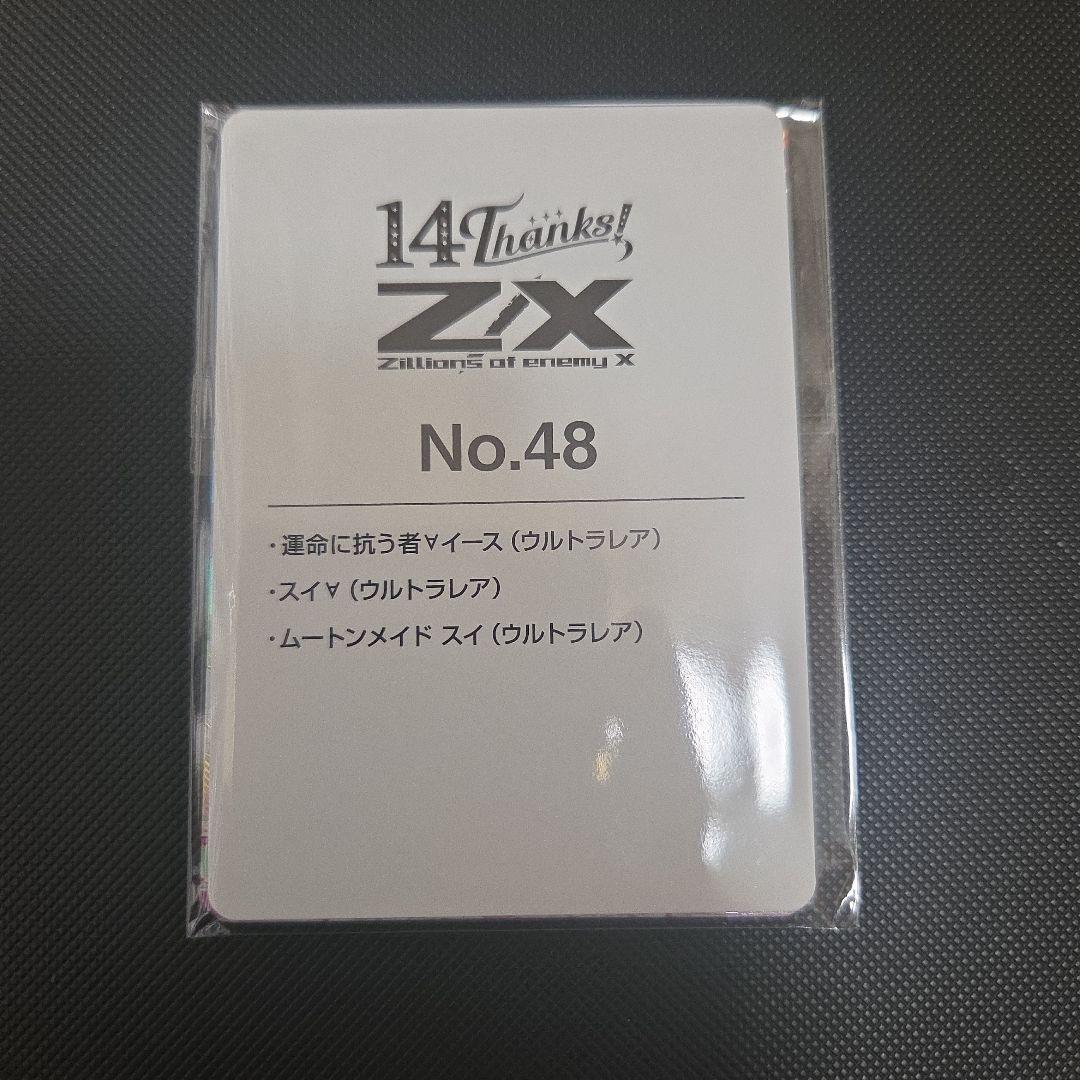 14 Thanks!
Z/X
Zillions of enemy X
No.48
・運命に抗う者∀イース（ウルトラレア）
・スイ∀（ウルトラレア）
・ムートンメイド スイ（ウルトラレア）